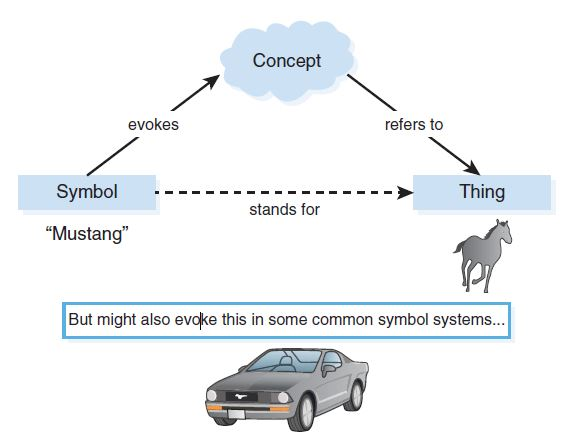 Concept
evokes
refers to
Symbol
Thing
stands for
“Mustang”
But might also evoke this in some common symbol systems...